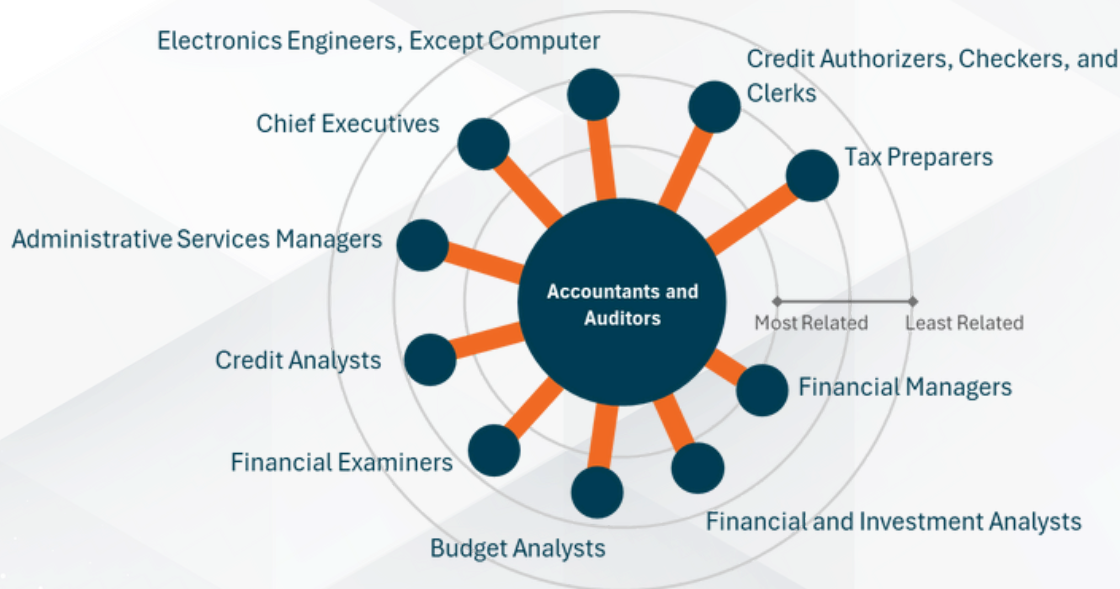 Electronics Engineers, Except Computer
Credit Authorizers, Checkers, and
Clerks
Chief Executives
Tax Preparers
Administrative Services Managers
Accountants and
Auditors
Most Related
Least Related
Credit Analysts
Financial Managers
Financial Examiners
Financial and Investment Analysts
Budget Analysts